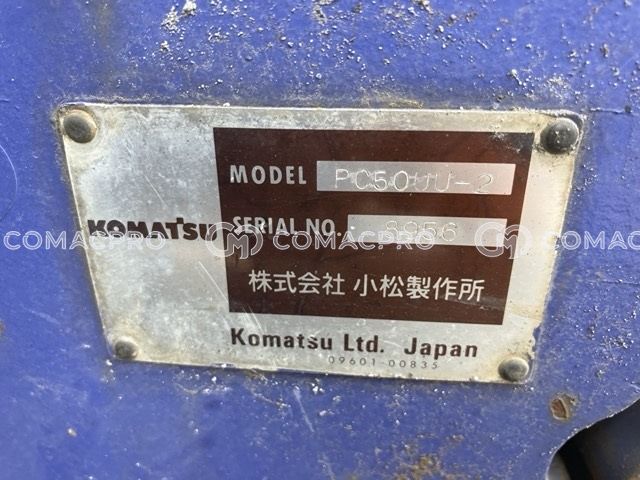 MODEL PC50UU-2
KOMATSU
SERIAL NO.
株式会社 小松製作所
Komatsu Ltd. Japan
09601-00835
COMACPRO COMACPRO COMACPRO